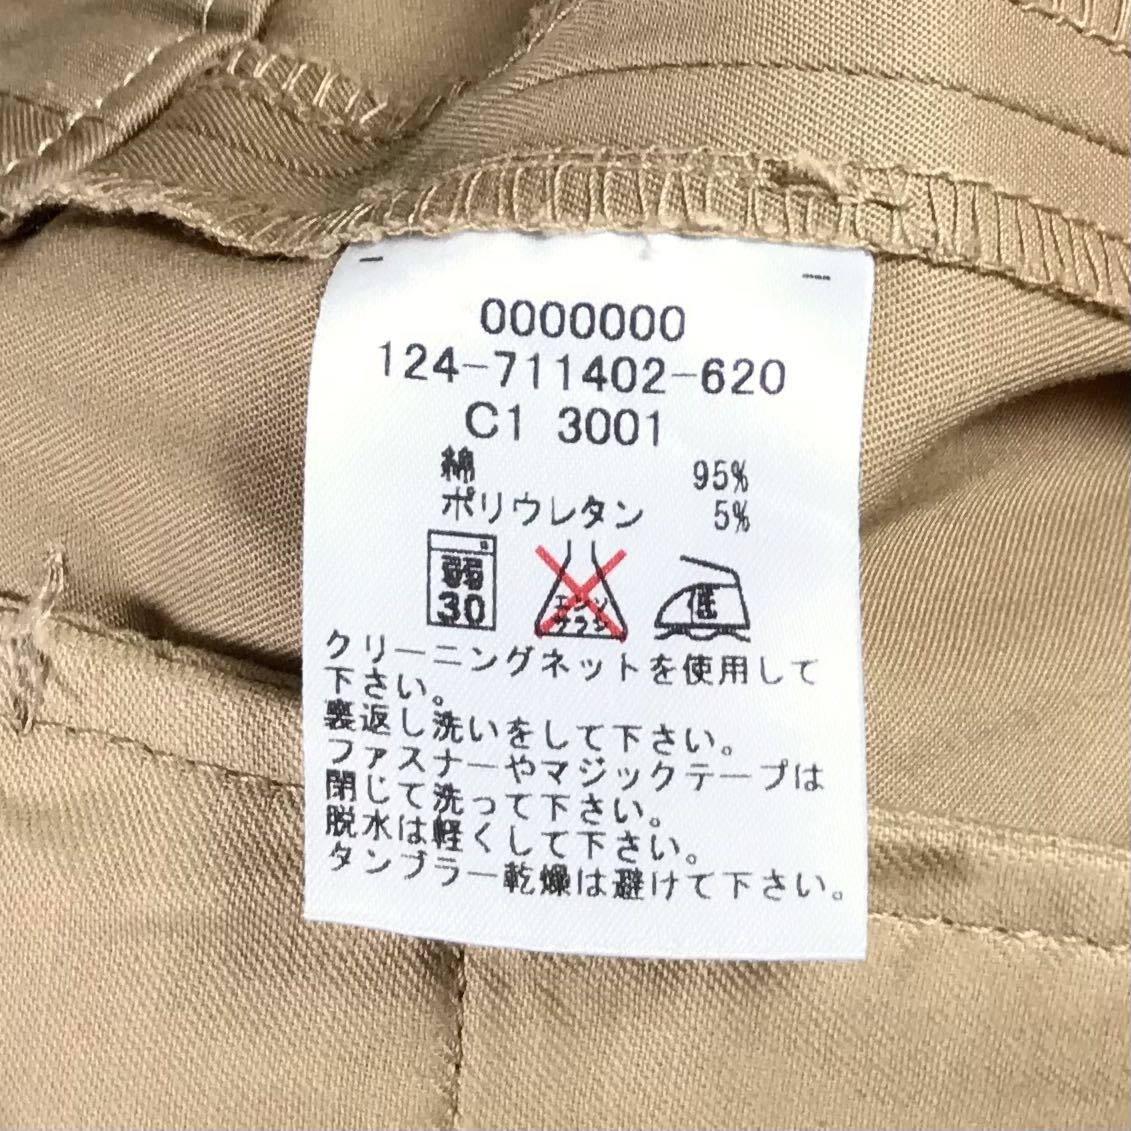 0000000
124-711402-620
C1 3001
綿 95%
ポリウレタン 5%
弱
30
エンソ
サラシ
低
クリーニングネットを使用して
下さい。
裏返し洗いをして下さい。
ファスナーやマジックテープは
閉じて洗って下さい。
脱水は軽くして下さい。
タンブラー乾燥は避けて下さい。